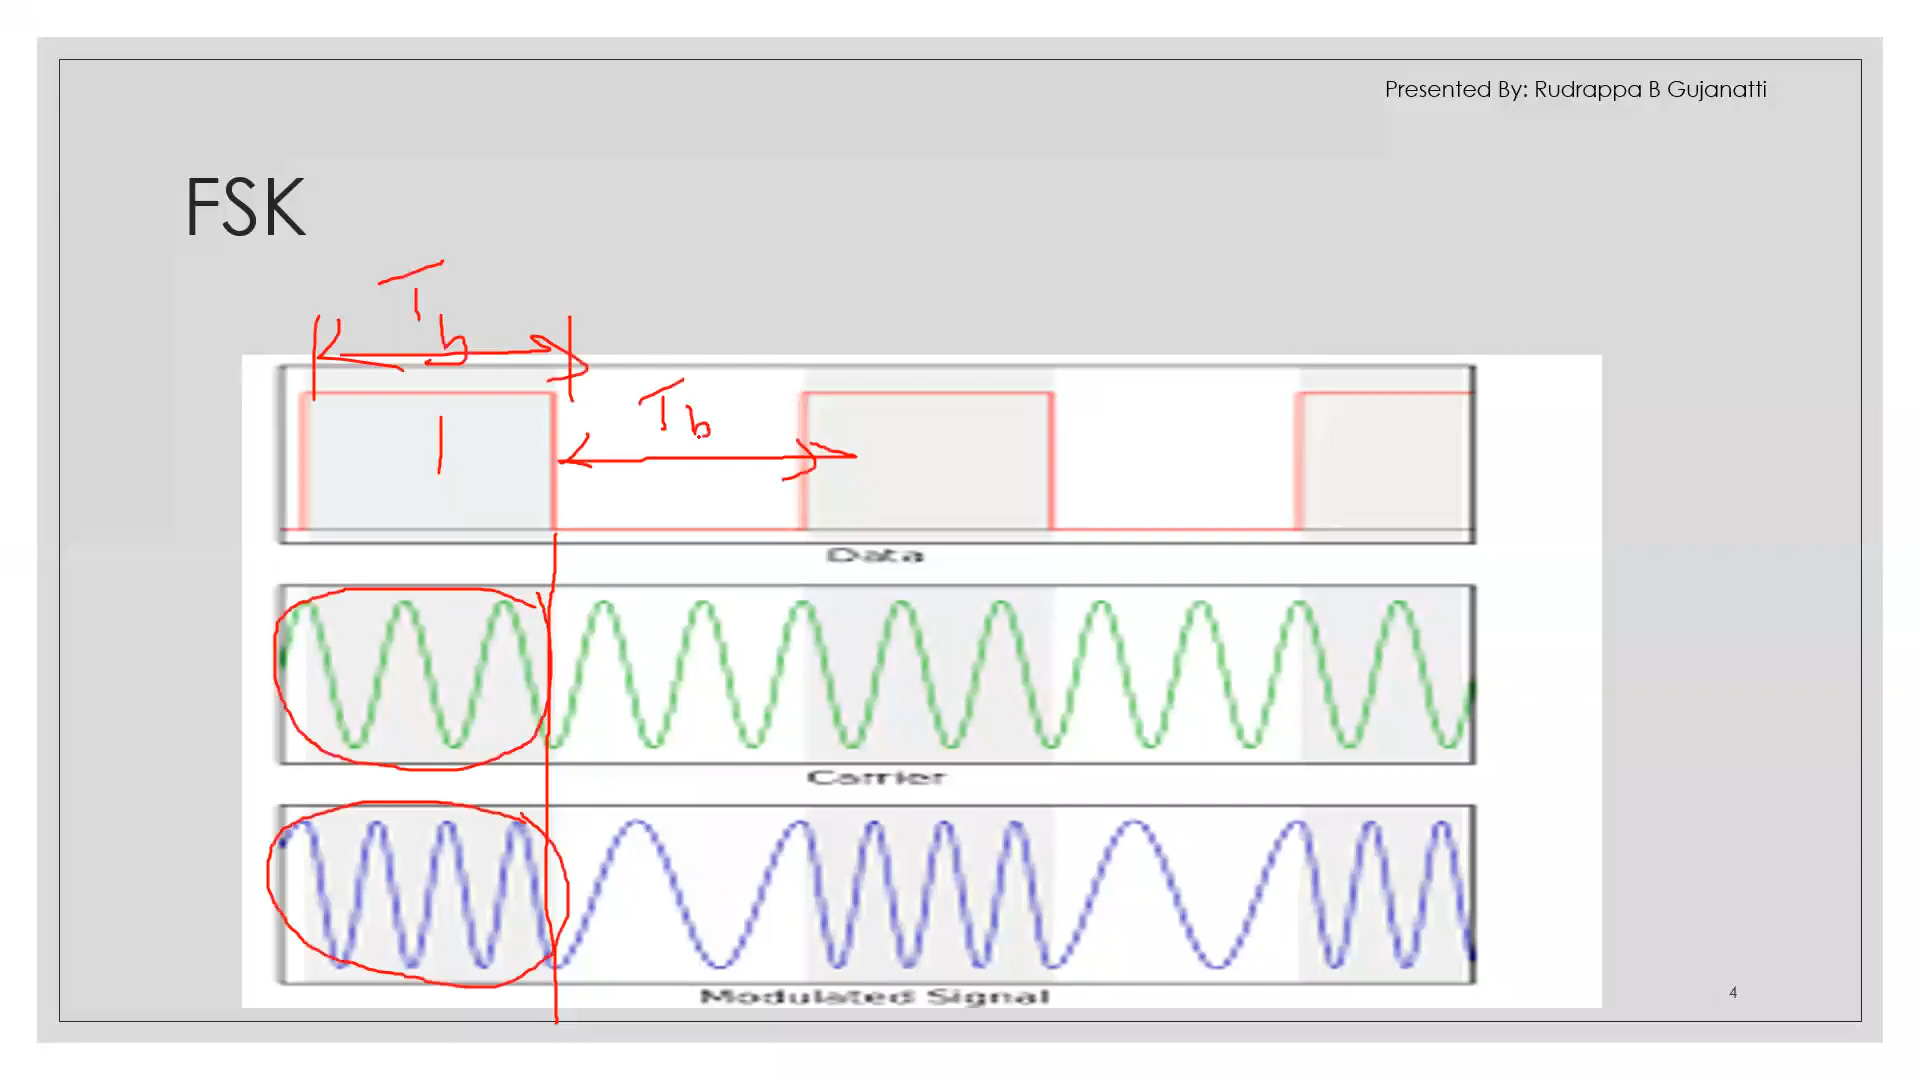 Presented By: Rudrappa B Gujanatti
FSK
Tb
Tb
1
Data
Carrier
Modulated Signal
4